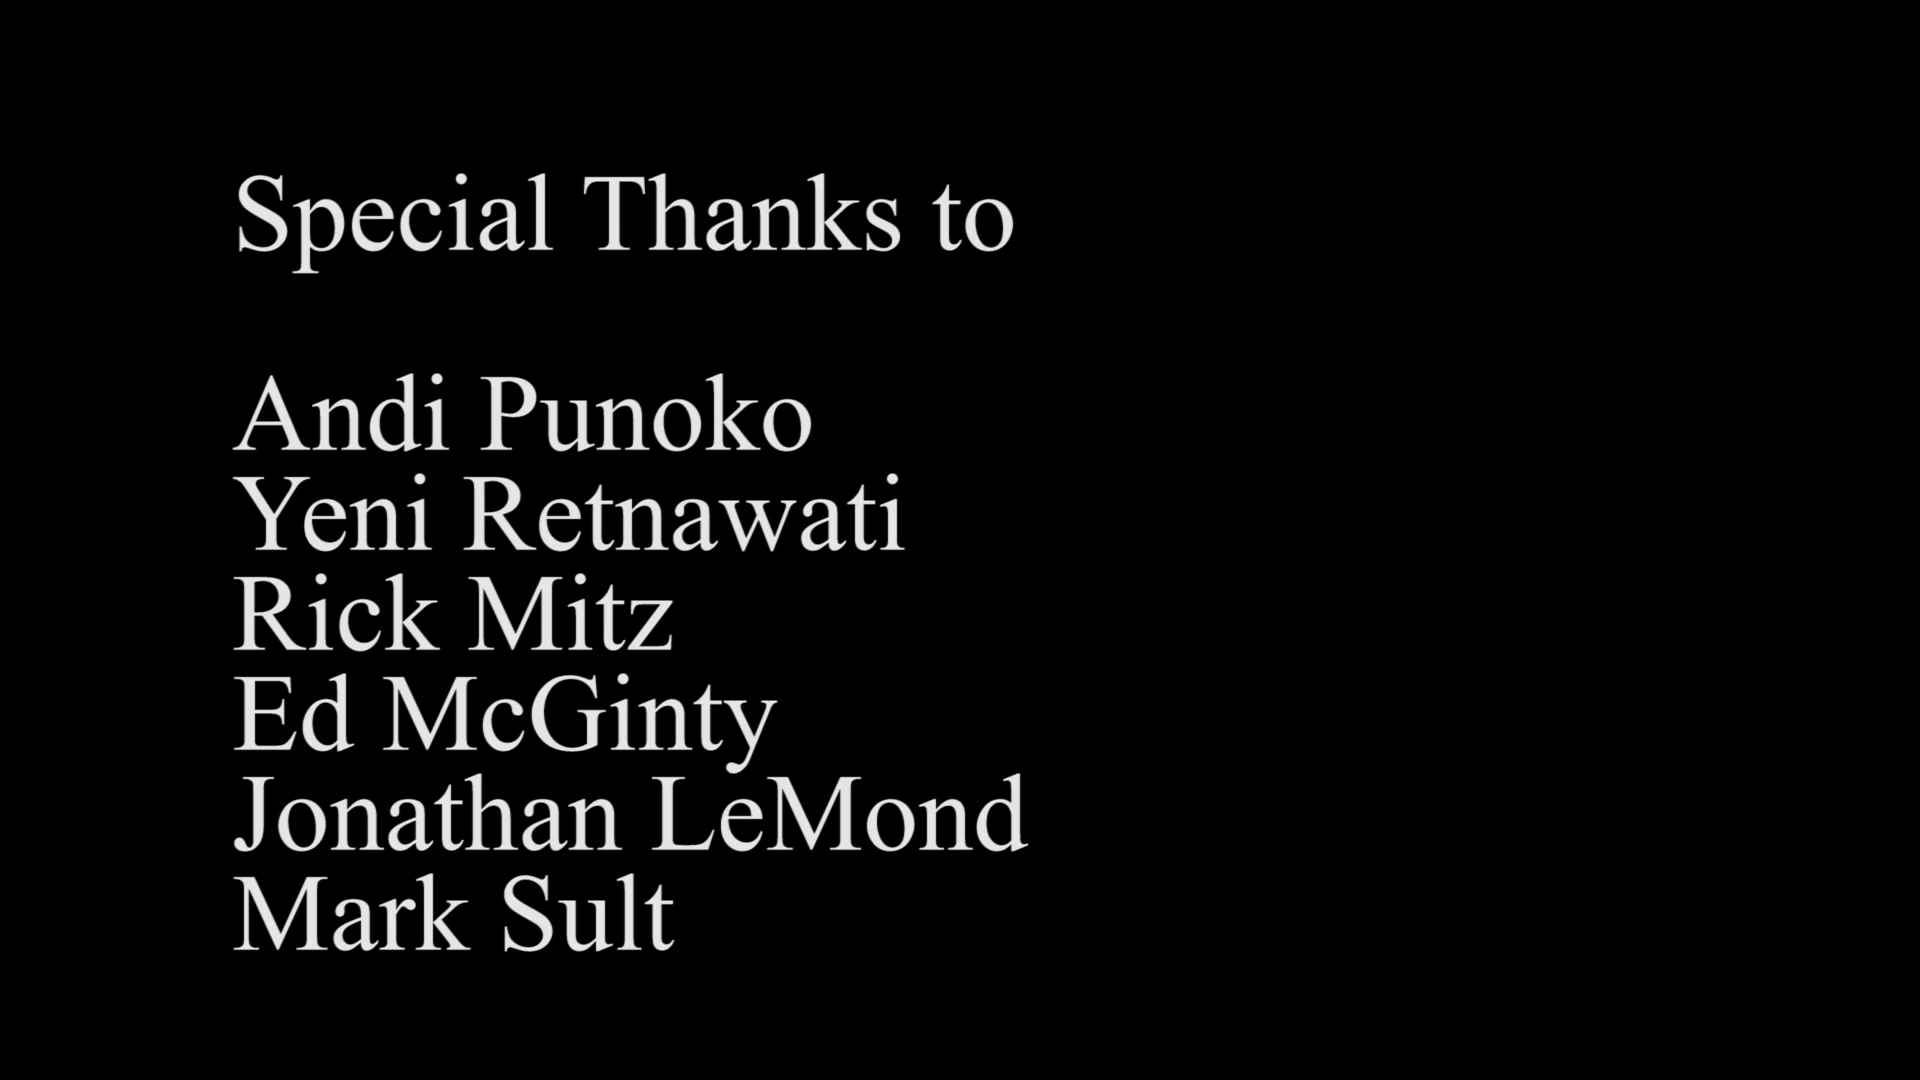 Special Thanks to
Andi Punoko
Yeni Retnawati
Rick Mitz
Ed McGinty
Jonathan LeMond
Mark Sult